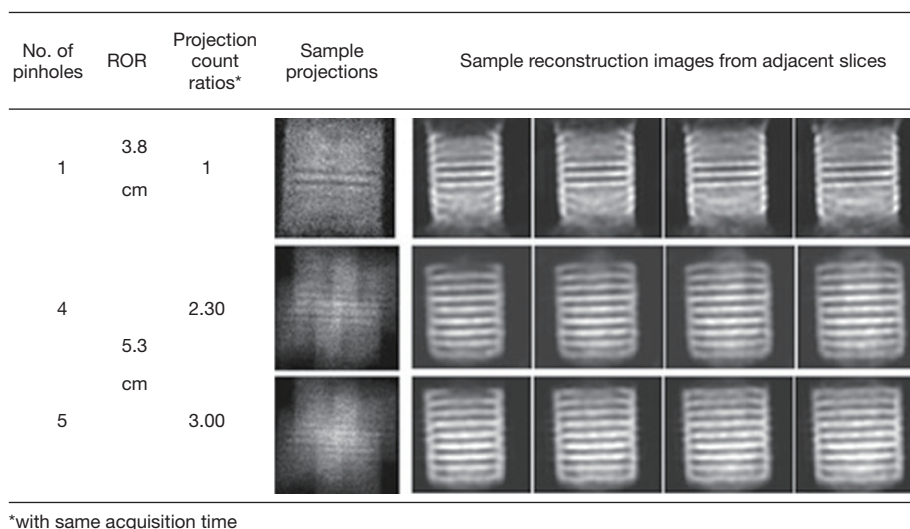 No. of pinholes
ROR
Projection count ratios*
Sample projections
Sample reconstruction images from adjacent slices
1
3.8 cm
1
4
5.3 cm
2.30
5
3.00
*with same acquisition time